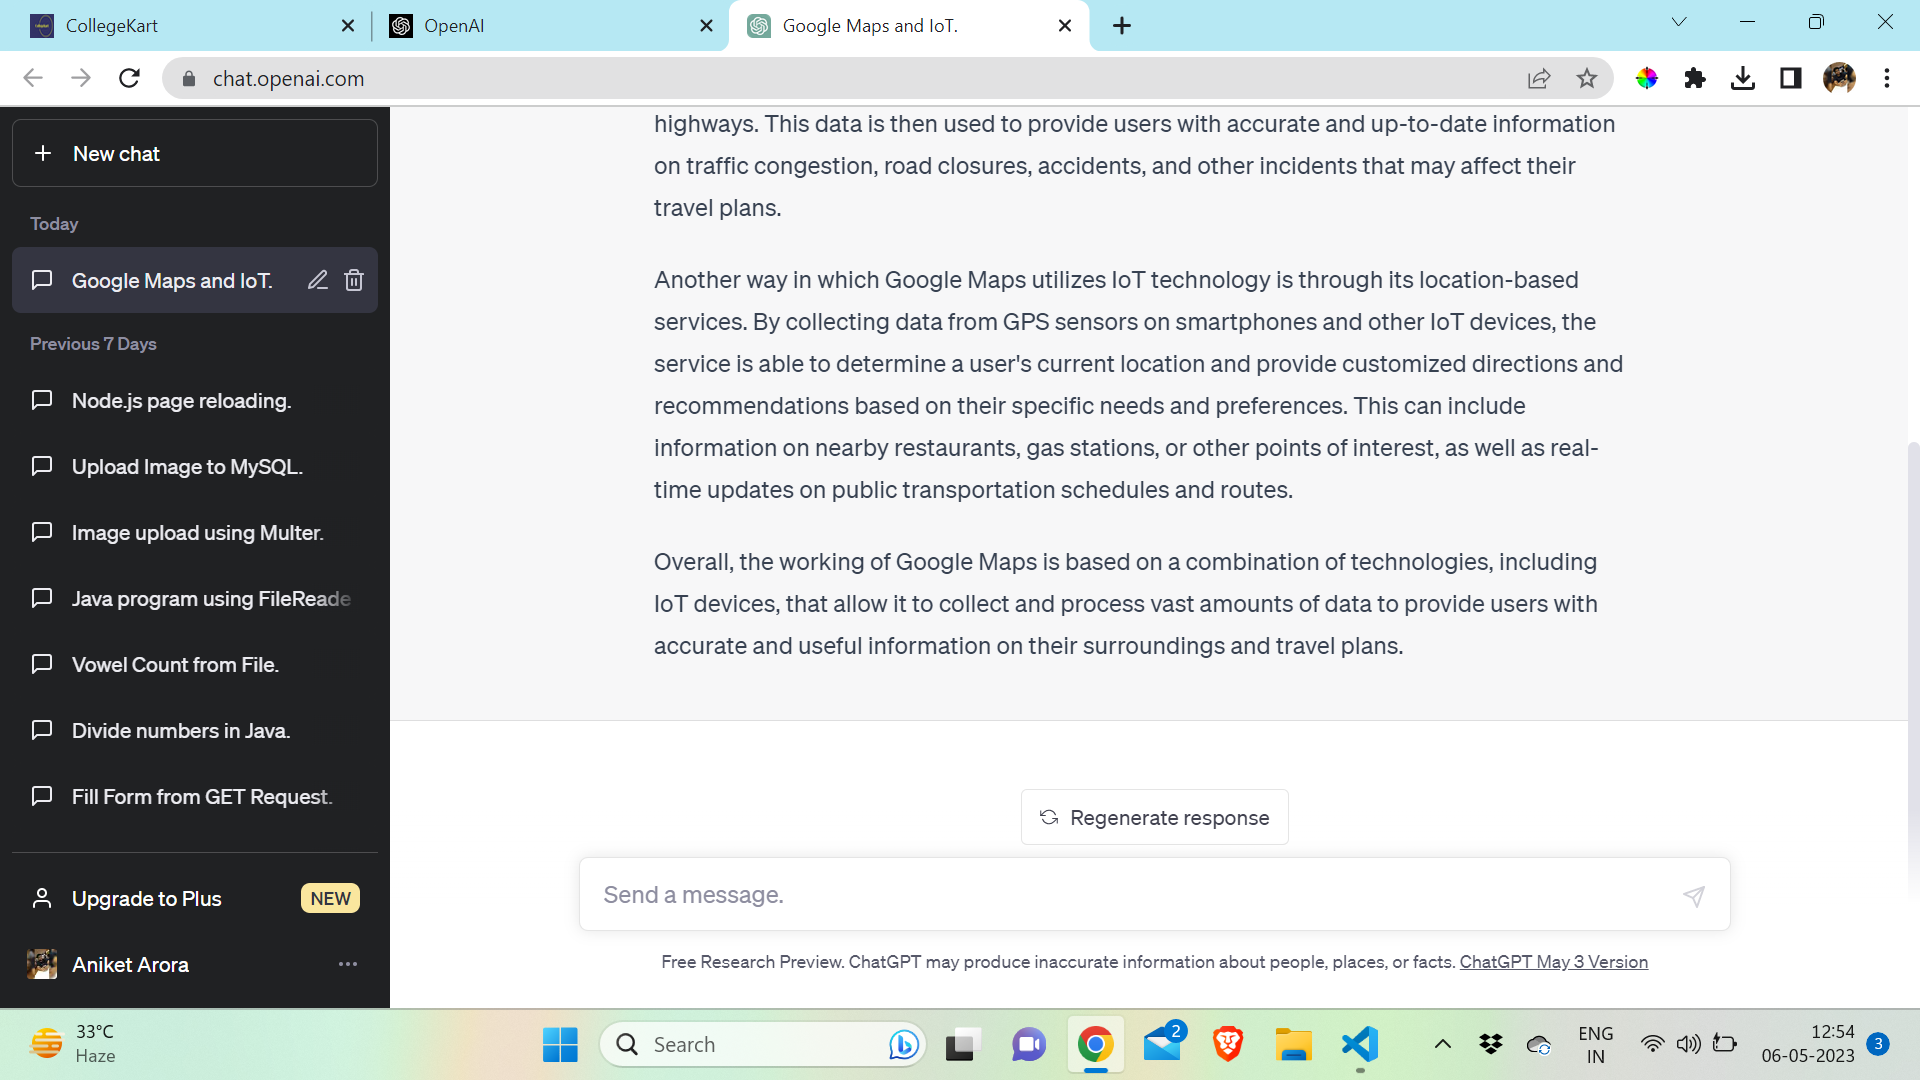 CollegeKart
OpenAI
Google Maps and IoT.
chat.openai.com
New chat
Today
Google Maps and IoT.
Previous 7 Days
Node.js page reloading.
Upload Image to MySQL.
Image upload using Multer.
Java program using FileReade
Vowel Count from File.
Divide numbers in Java.
Fill Form from GET Request.
Upgrade to Plus NEW
Aniket Arora
highways. This data is then used to provide users with accurate and up-to-date information
on traffic congestion, road closures, accidents, and other incidents that may affect their
travel plans.
Another way in which Google Maps utilizes IoT technology is through its location-based
services. By collecting data from GPS sensors on smartphones and other IoT devices, the
service is able to determine a user's current location and provide customized directions and
recommendations based on their specific needs and preferences. This can include
information on nearby restaurants, gas stations, or other points of interest, as well as real-
time updates on public transportation schedules and routes.
Overall, the working of Google Maps is based on a combination of technologies, including
IoT devices, that allow it to collect and process vast amounts of data to provide users with
accurate and useful information on their surroundings and travel plans.
Regenerate response
Send a message.
Free Research Preview. ChatGPT may produce inaccurate information about people, places, or facts. ChatGPT May 3 Version
33°C
Haze
Search
2
ENG
IN
12:54
06-05-2023
3